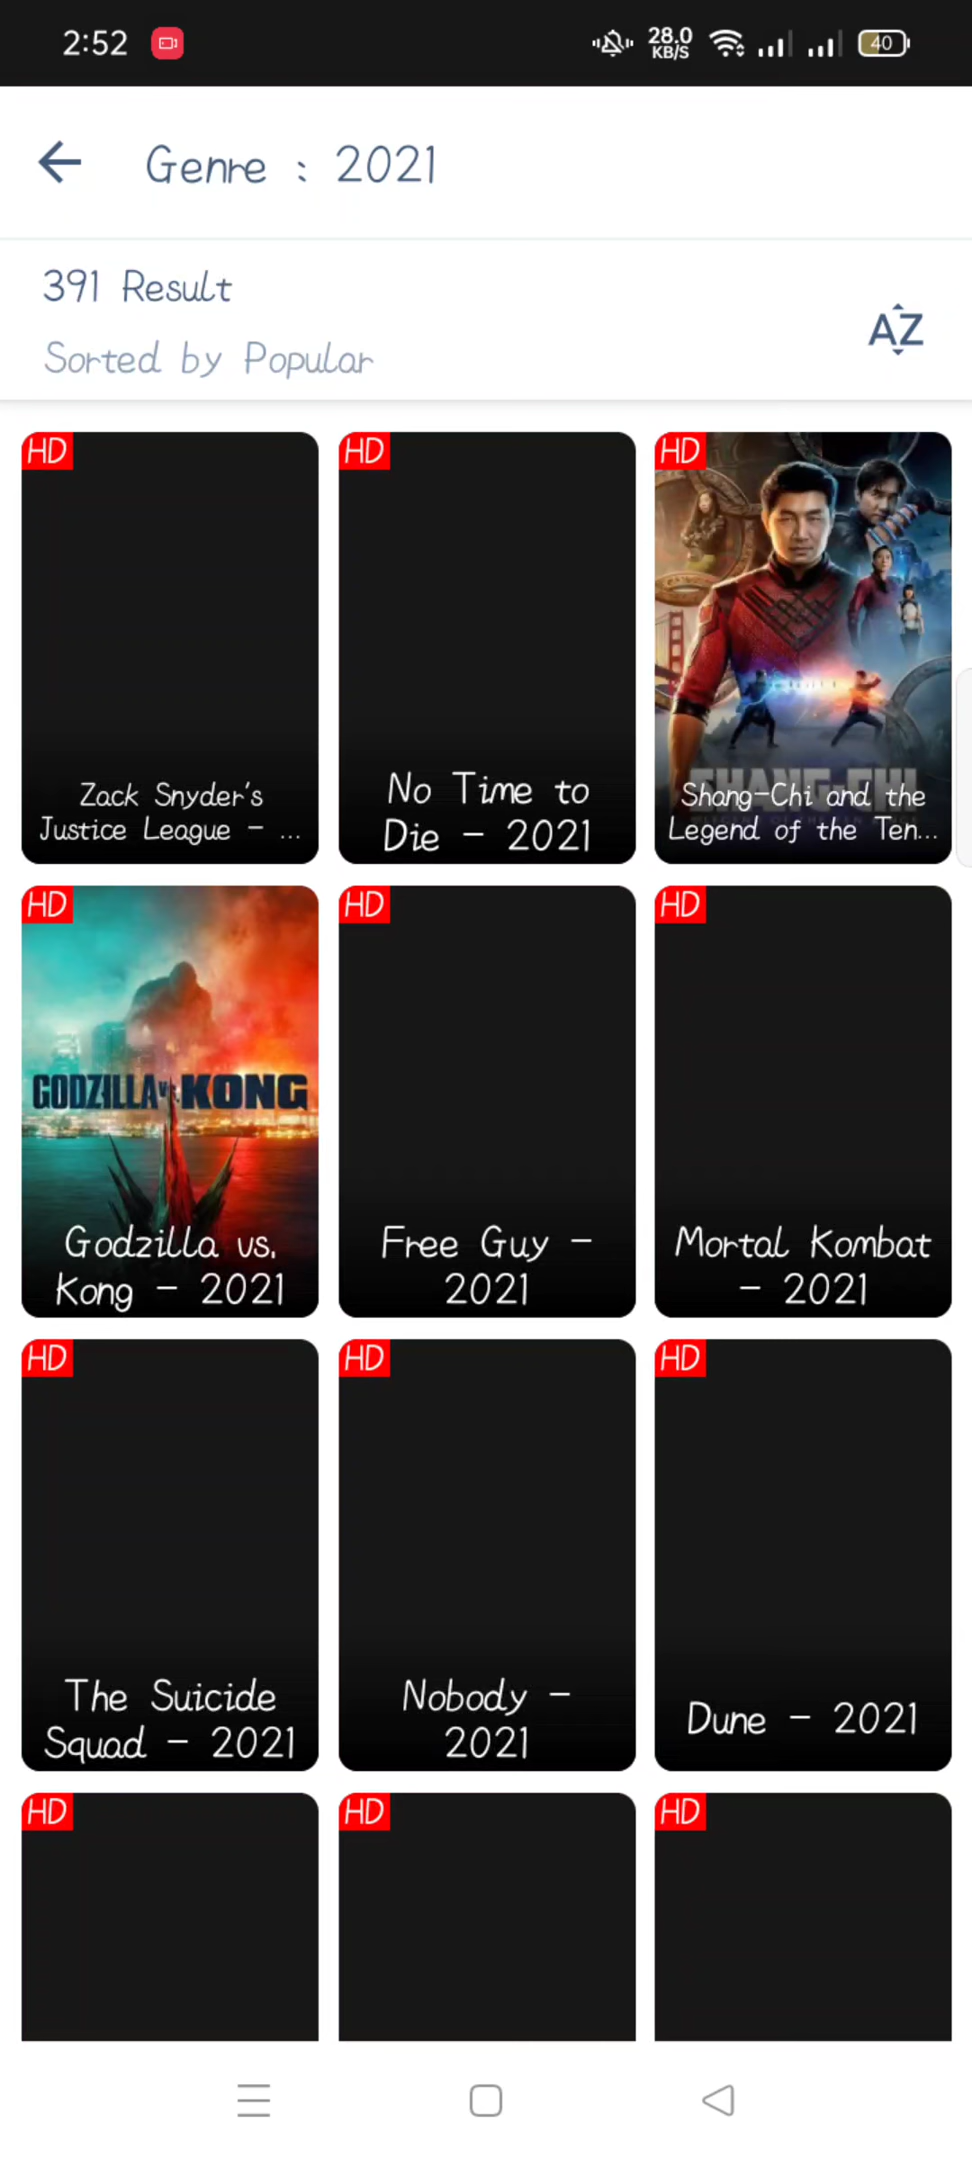 2:52
28.0
KB/S
40
Genre : 2021
391 Result
Sorted by Popular
AZ
HD
HD
HD
Zack Snyder's
Justice League - ...
No Time to
Die - 2021
Shang-Chi and the
Legend of the Ten...
HD
HD
HD
GODZILLA vs. KONG
Godzilla vs.
Kong - 2021
Free Guy -
2021
Mortal Kombat
- 2021
HD
HD
HD
The Suicide
Squad - 2021
Nobody -
2021
Dune - 2021
HD
HD
HD